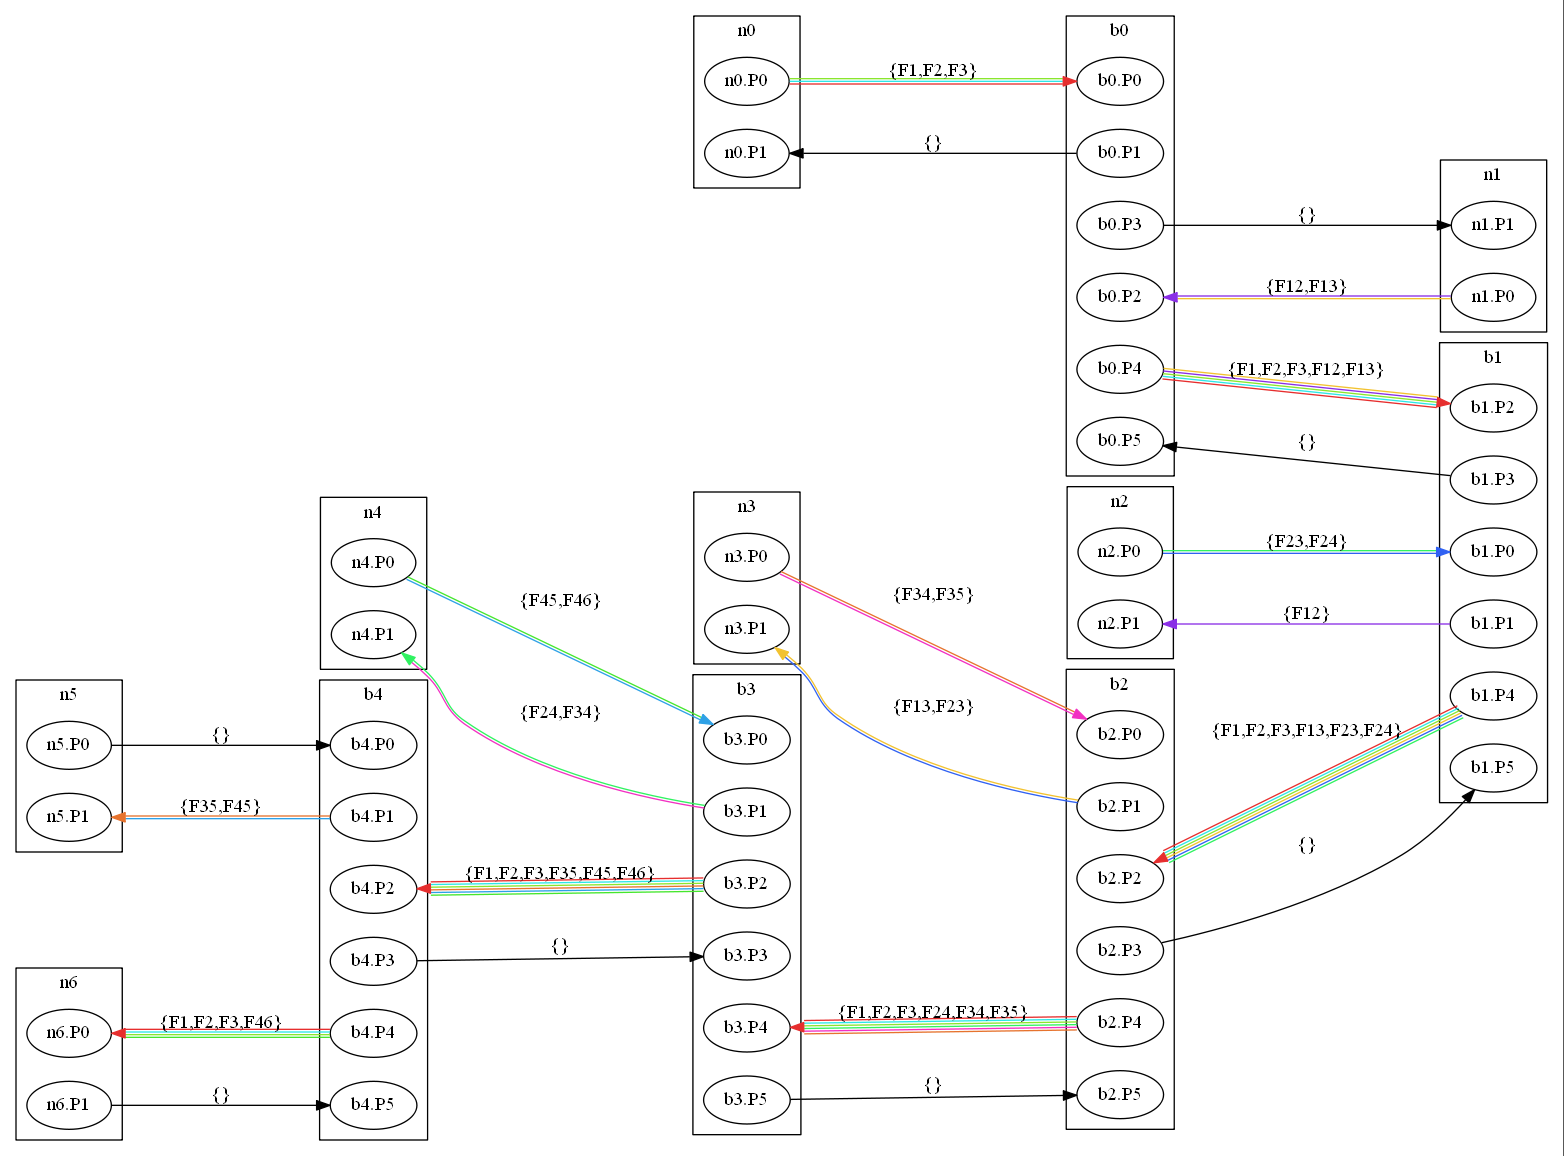 n0
n0.P0
n0.P1
{F1,F2,F3}
{}
b0
b0.P0
b0.P1
b0.P3
b0.P2
b0.P4
b0.P5
{}
{F12,F13}
{F1,F2,F3,F12,F13}
{}
n1
n1.P1
n1.P0
b1
b1.P2
b1.P3
b1.P0
b1.P1
b1.P4
b1.P5
n2
n2.P0
n2.P1
{F23,F24}
{F12}
{F1,F2,F3,F13,F23,F24}
{}
n3
n3.P0
n3.P1
{F34,F35}
{F13,F23}
b2
b2.P0
b2.P1
b2.P2
b2.P3
b2.P4
b2.P5
n4
n4.P0
n4.P1
{F45,F46}
{F24,F34}
b3
b3.P0
b3.P1
b3.P2
b3.P3
b3.P4
b3.P5
{F1,F2,F3,F24,F34,F35}
{}
n5
n5.P0
n5.P1
{}
{F35,F45}
b4
b4.P0
b4.P1
b4.P2
b4.P3
b4.P4
b4.P5
{F1,F2,F3,F35,F45,F46}
{}
n6
n6.P0
n6.P1
{F1,F2,F3,F46}
{}